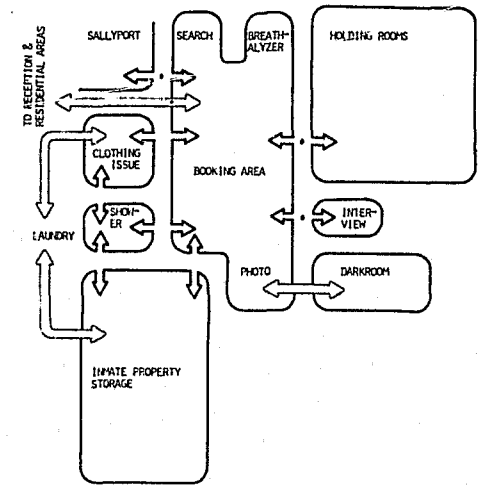 TO RECEPTION &
RESIDENTIAL AREAS
SALLYPORT
SEARCH
BREATH-
ALYZER
HOLDING ROOMS
CLOTHING
ISSUE
BOOKING AREA
SHOW-
ER
INTER-
VIEW
LAUNDRY
PHOTO
DARKROOM
INMATE PROPERTY
STORAGE